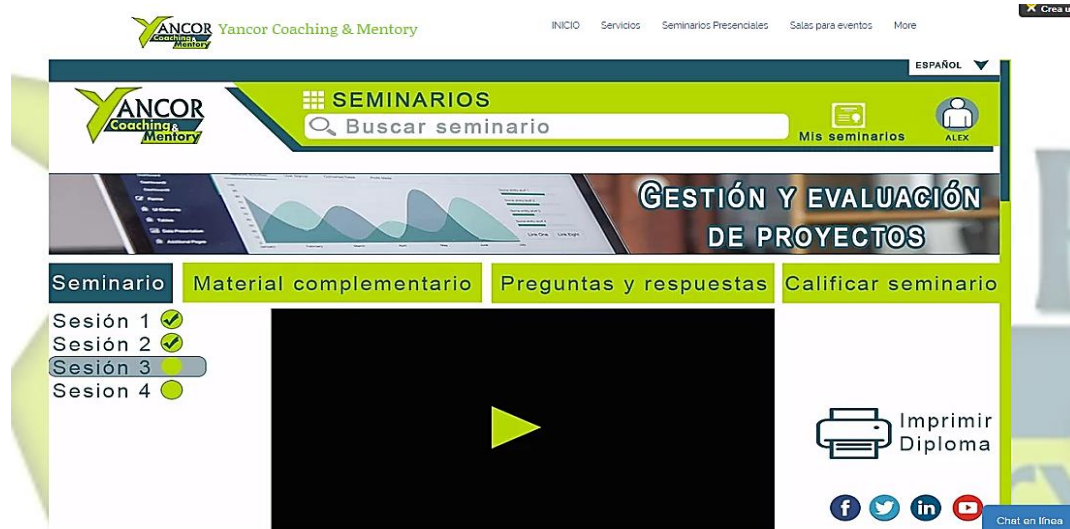 YANCOR
Coaching &
Mentory
Yancor Coaching & Mentory
INICIO
Servicios
Seminarios Presenciales
Salas para eventos
More
Crea u
ESPAÑOL
YANCOR
Coaching &
Mentory
SEMINARIOS
Buscar seminario
Mis seminarios
ALEX
GESTIÓN Y EVALUACIÓN
DE PROYECTOS
Seminario
Material complementario
Preguntas y respuestas
Calificar seminario
Sesión 1
Sesión 2
Sesión 3
Sesion 4
Imprimir
Diploma
Chat en línea